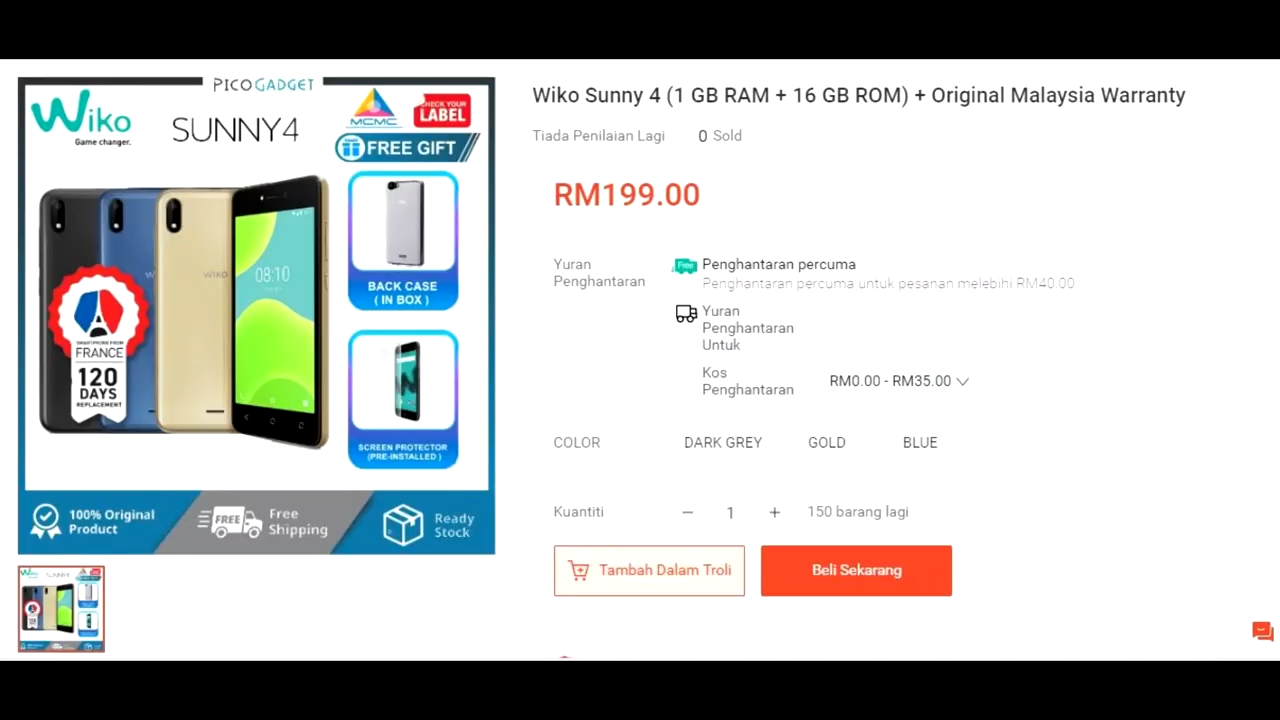 PICOGADGET
Wiko
Game changer.
SUNNY4
MCMC
CHECK YOUR
LABEL
FREE GIFT
WIKO
08:10
BACK CASE
( IN BOX )
SMARTPHONE FROM
FRANCE
120
DAYS
REPLACEMENT
SCREEN PROTECTOR
(PRE-INSTALLED )
100% Original
Product
FREE
Free
Shipping
Ready
Stock
Wiko Sunny 4 (1 GB RAM + 16 GB ROM) + Original Malaysia Warranty
Tiada Penilaian Lagi 0 Sold
RM199.00
Yuran
Penghantaran
Free
Penghantaran percuma
Penghantaran percuma untuk pesanan melebihi RM40.00
Yuran
Penghantaran
Untuk
Kos
Penghantaran
RM0.00 - RM35.00
COLOR DARK GREY GOLD BLUE
Kuantiti − 1 + 150 barang lagi
Tambah Dalam Troli Beli Sekarang